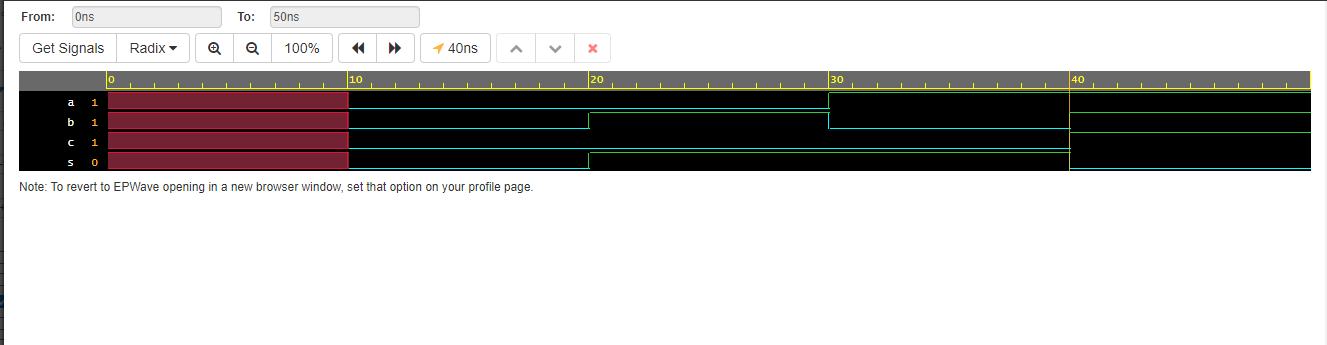 From: 0ns To: 50ns
Get Signals Radix 100% 40ns
0 10 20 30 40
a 1
b 1
c 1
s 0
Note: To revert to EPWave opening in a new browser window, set that option on your profile page.